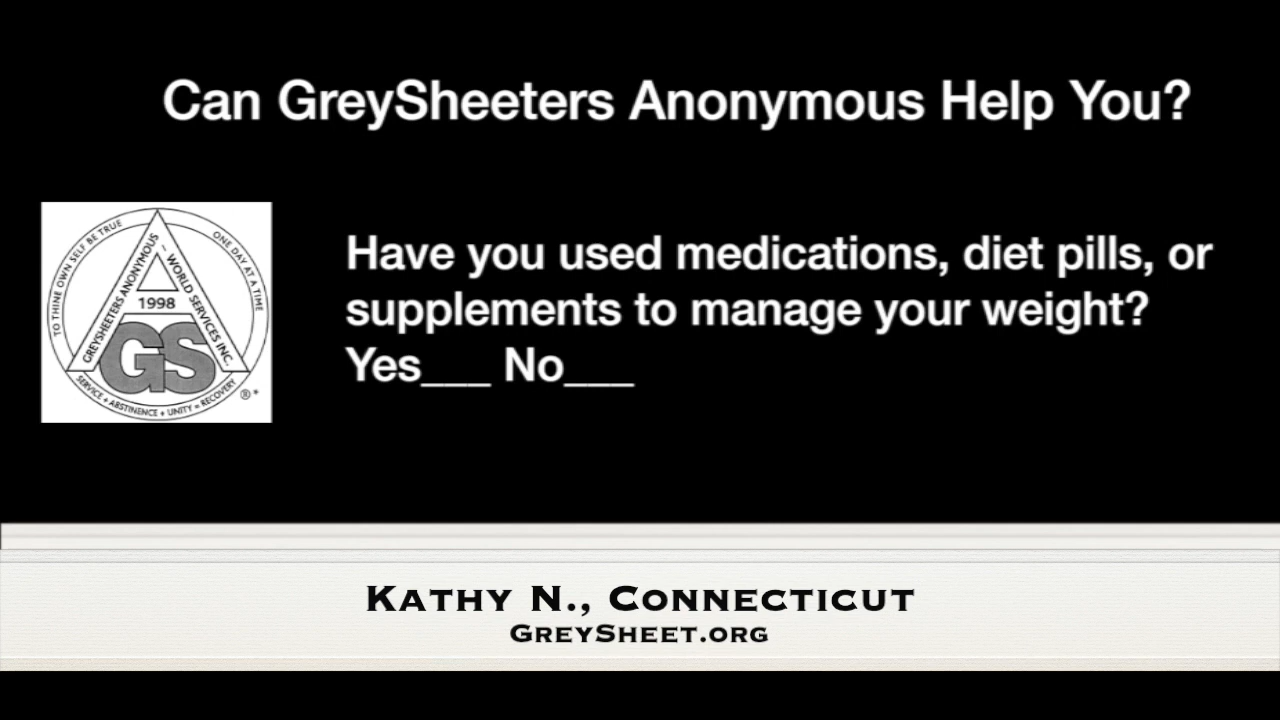 Can GreySheeters Anonymous Help You?
TO THINE OWN SELF BE TRUE
ONE DAY AT A TIME
GREYSHEETERS ANONYMOUS – WORLD SERVICES INC.
1998
GS
SERVICE + ABSTINENCE + UNITY = RECOVERY
®*
Have you used medications, diet pills, or
supplements to manage your weight?
Yes___ No___
KATHY N., CONNECTICUT
GREYSHEET.ORG